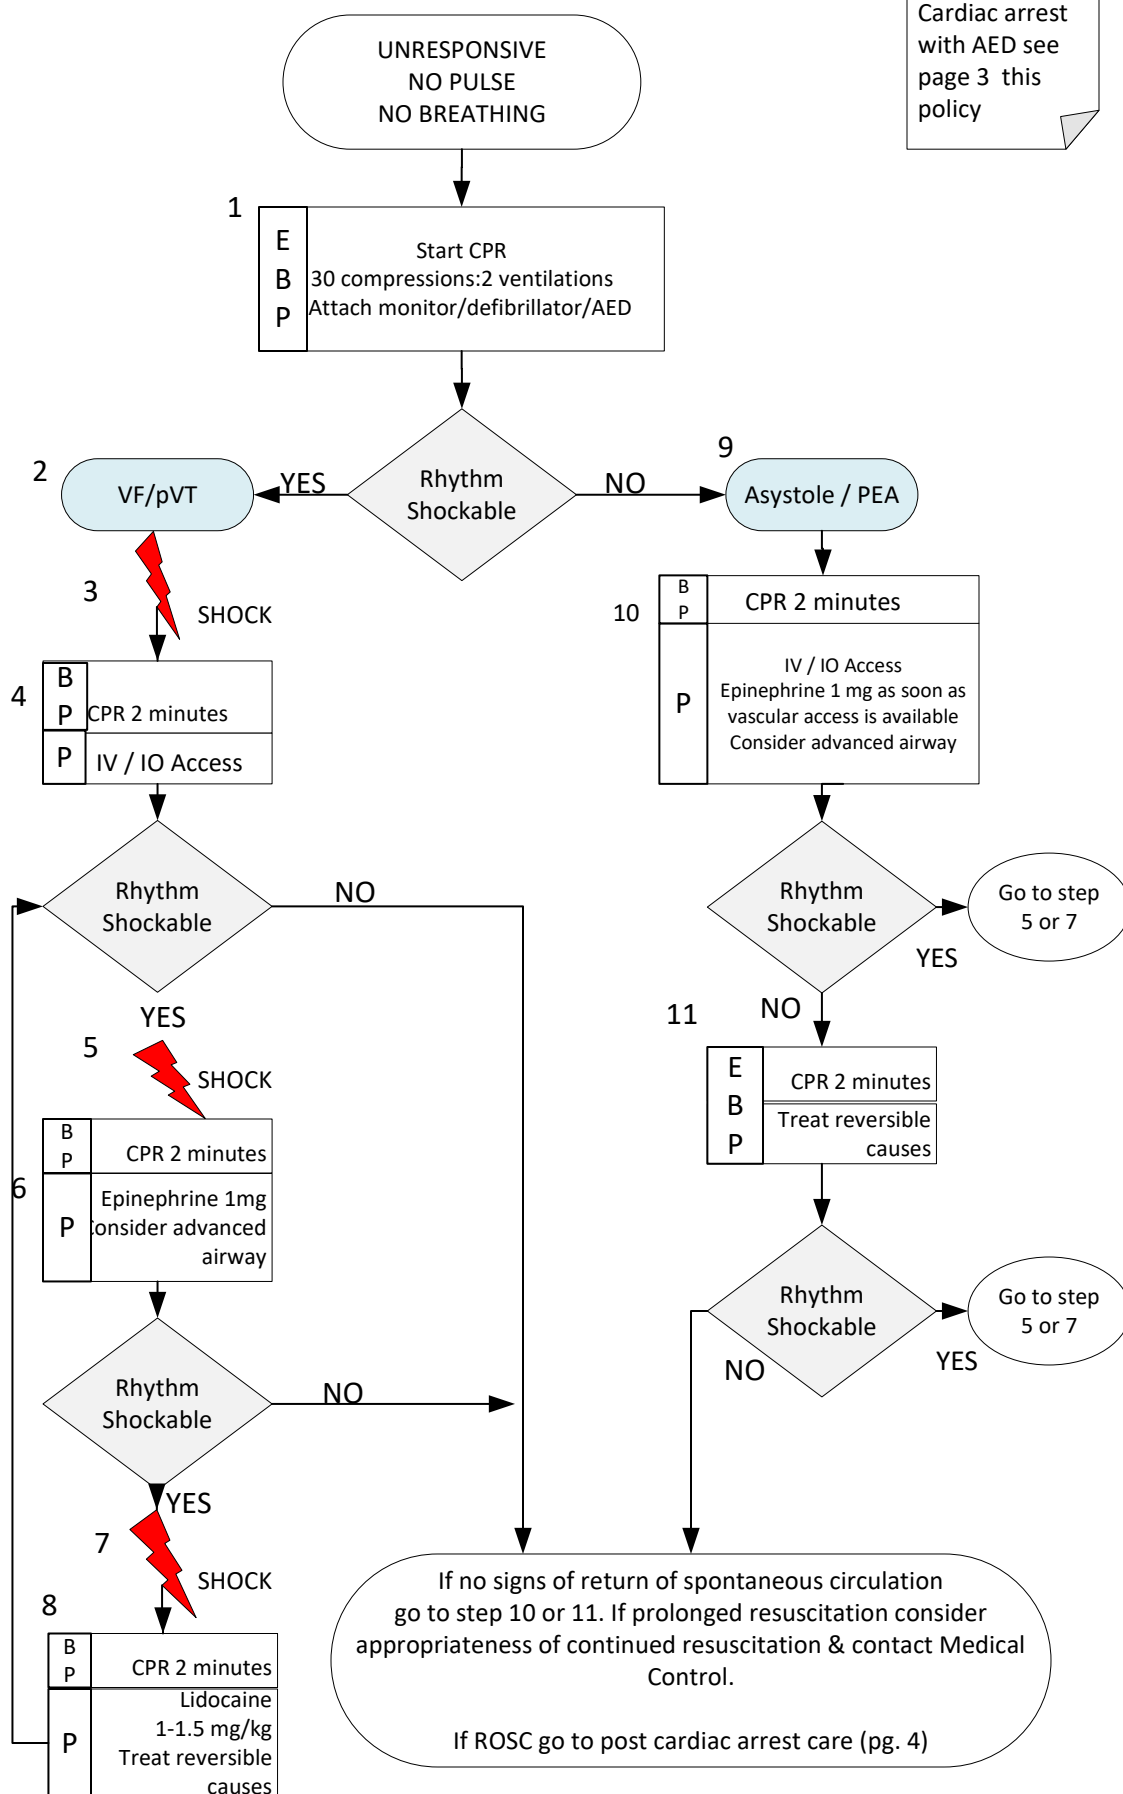 Cardiac arrest
with AED see
page 3 this
policy
UNRESPONSIVE
NO PULSE
NO BREATHING
1
E
B
P
Start CPR
30 compressions:2 ventilations
Attach monitor/defibrillator/AED
Rhythm
Shockable
YES
NO
2
VF/pVT
9
Asystole / PEA
3
SHOCK
4
B
P
CPR 2 minutes
P
IV / IO Access
Rhythm
Shockable
NO
YES
5
SHOCK
6
B
P
CPR 2 minutes
P
Epinephrine 1mg
Consider advanced
airway
Rhythm
Shockable
NO
YES
7
SHOCK
8
B
P
CPR 2 minutes
P
Lidocaine
1-1.5 mg/kg
Treat reversible
causes
10
B
P
CPR 2 minutes
P
IV / IO Access
Epinephrine 1 mg as soon as
vascular access is available
Consider advanced airway
Rhythm
Shockable
YES
Go to step
5 or 7
NO
11
E
B
P
CPR 2 minutes
Treat reversible
causes
Rhythm
Shockable
YES
Go to step
5 or 7
NO
If no signs of return of spontaneous circulation
go to step 10 or 11. If prolonged resuscitation consider
appropriateness of continued resuscitation & contact Medical
Control.
If ROSC go to post cardiac arrest care (pg. 4)